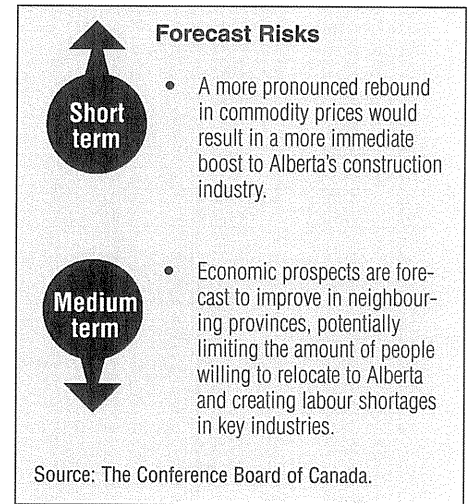 Forecast Risks
Short
term
• A more pronounced rebound
in commodity prices would
result in a more immediate
boost to Alberta's construction
industry.
Medium
term
• Economic prospects are fore-
cast to improve in neighbour-
ing provinces, potentially
limiting the amount of people
willing to relocate to Alberta
and creating labour shortages
in key industries.
Source: The Conference Board of Canada.